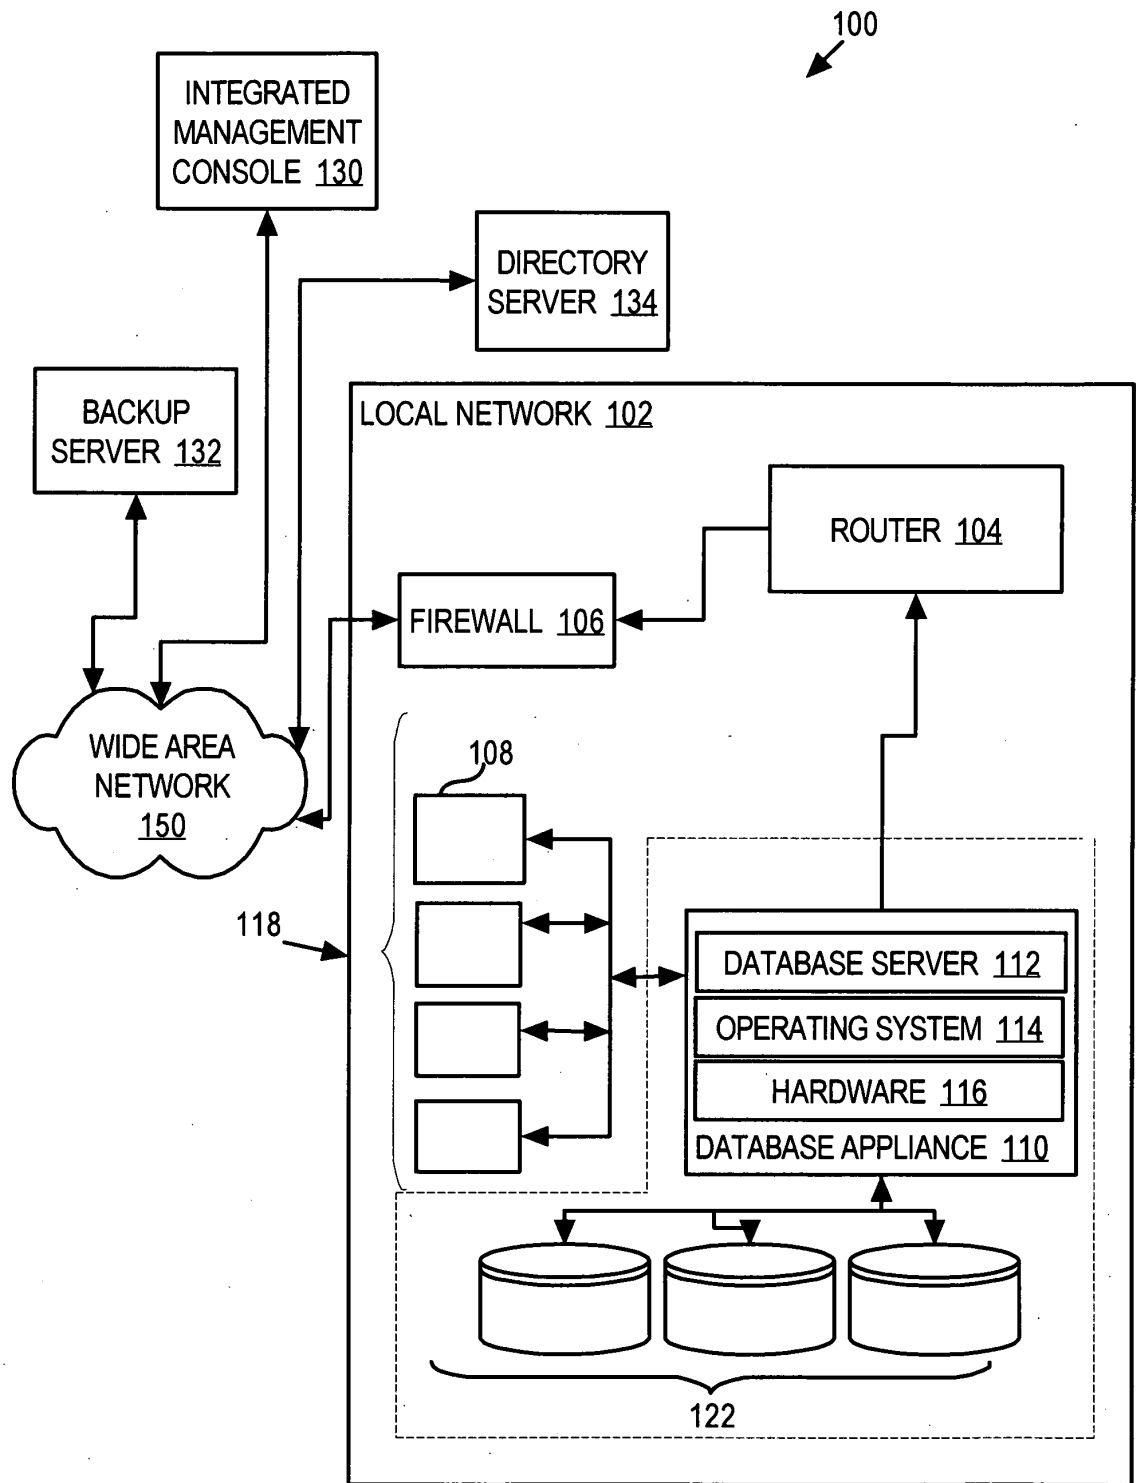 100
INTEGRATED
MANAGEMENT
CONSOLE 130
DIRECTORY
SERVER 134
BACKUP
SERVER 132
LOCAL NETWORK 102
ROUTER 104
FIREWALL 106
WIDE AREA
NETWORK
150
108
118
DATABASE SERVER 112
OPERATING SYSTEM 114
HARDWARE 116
DATABASE APPLIANCE 110
122